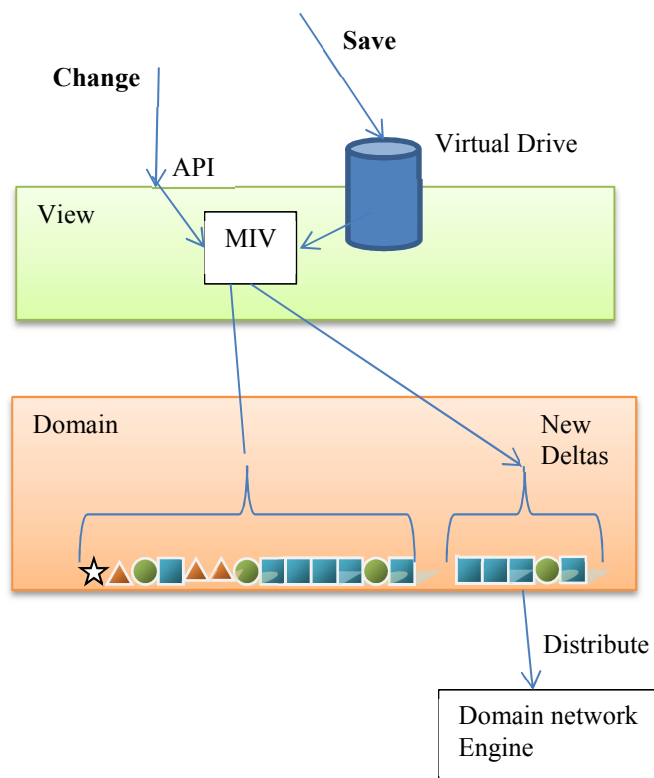 Save
Change
Virtual Drive
API
View
MIV
Domain
New
Deltas
Distribute
Domain network
Engine